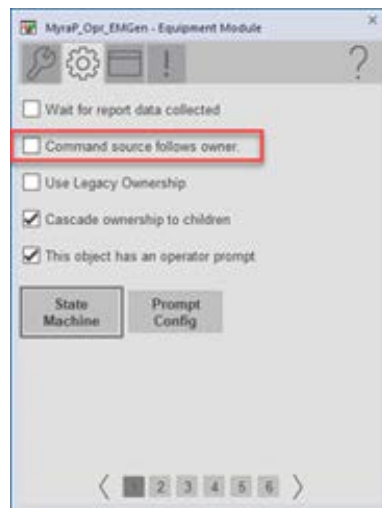 MyraP_Opr_EMGen - Equipment Module
×
!
?
Wait for report data collected
Command source follows owner.
Use Legacy Ownership
Cascade ownership to children
This object has an operator prompt
State
Machine
Prompt
Config
〈 1 2 3 4 5 6 〉